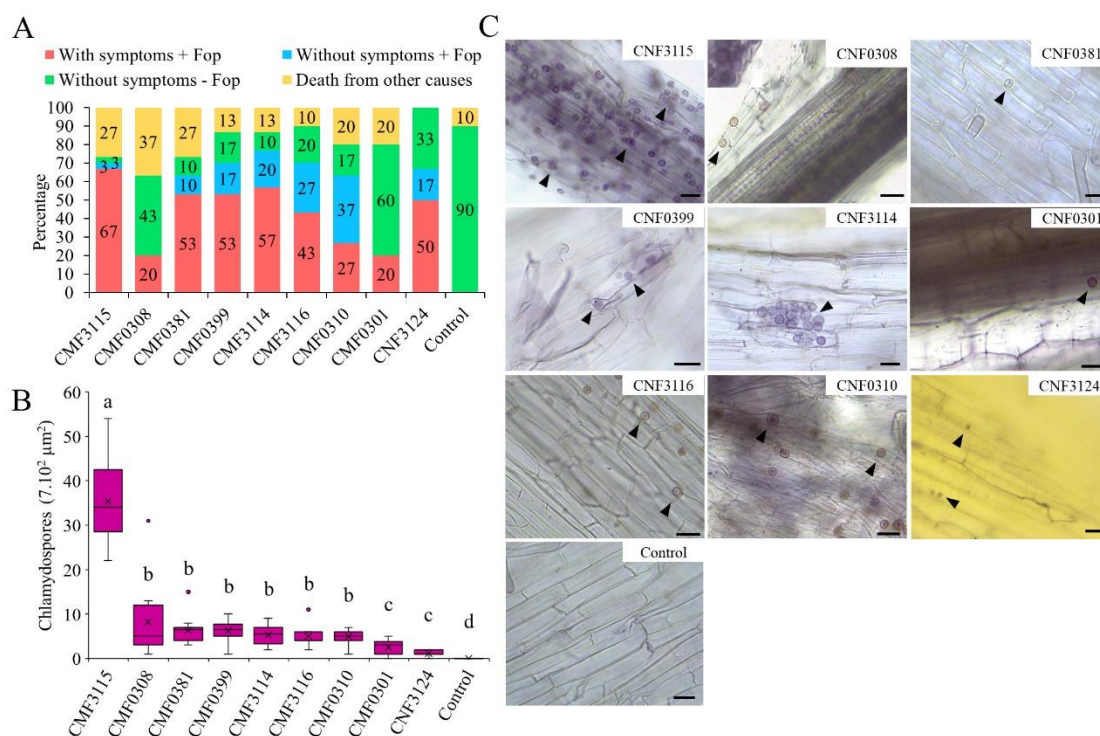 A
With symptoms + Fop
Without symptoms + Fop
Without symptoms - Fop
Death from other causes
Percentage
100
90
80
70
60
50
40
30
20
10
0
27 3 3 67
37 43 20
27 10 10 53
13 17 17 53
13 10 20 57
10 20 27 43
20 17 37 27
20 60 20
33 17 50
10 90
CMF3115
CMF0308
CMF0381
CMF0399
CMF3114
CMF3116
CMF0310
CMF0301
CNF3124
Control
B
Chlamydospores (7.10² µm²)
60
50
40
30
20
10
0
a b b b b b b c c d
CMF3115
CMF0308
CMF0381
CMF0399
CMF3114
CMF3116
CMF0310
CMF0301
CNF3124
Control
C
CNF3115
CNF0308
CNF0381
CNF0399
CNF3114
CNF0301
CNF3116
CNF0310
CNF3124
Control